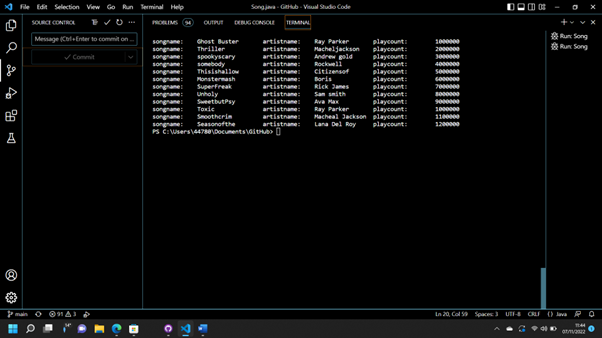 File Edit Selection View Go Run Terminal Help
Song.java - GitHub - Visual Studio Code
SOURCE CONTROL
PROBLEMS 94 OUTPUT DEBUG CONSOLE TERMINAL
Message (Ctrl+Enter to commit on ...
Commit
Run: Song
Run: Song
songname: Ghost Buster artistname: Ray Parker playcount: 1000000
songname: Thriller artistname: Macheljackson playcount: 2000000
songname: spookyscary artistname: Andrew gold playcount: 3000000
songname: somebody artistname: Rockwell playcount: 4000000
songname: Thisishallow artistname: Citizensof playcount: 5000000
songname: Monstermash artistname: Boris playcount: 6000000
songname: SuperFreak artistname: Rick James playcount: 7000000
songname: Unholy artistname: Sam smith playcount: 8000000
songname: SweetbutPsy artistname: Ava Max playcount: 9000000
songname: Toxic artistname: Ray Parker playcount: 1000000
songname: Smoothcrim artistname: Macheal Jackson playcount: 1100000
songname: Seasonofthe artistname: Lana Del Roy playcount: 1200000
PS C:\Users\44780\Documents\GitHub>
main 91 3 Ln 20, Col 59 Spaces: 3 UTF-8 CRLF {} Java
11:44
07/11/2022